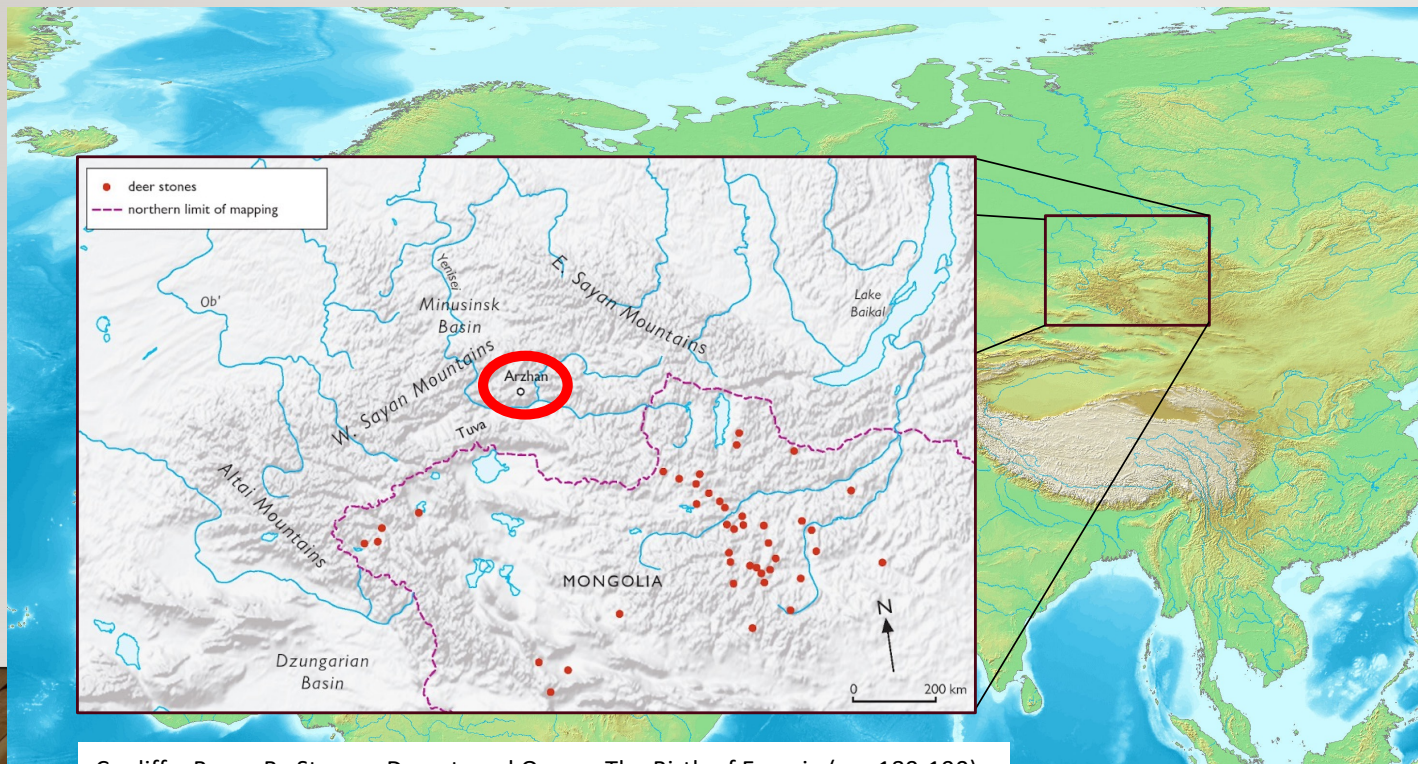 deer stones
northern limit of mapping
Ob'
Yenisei
Minusinsk
Basin
E. Sayan Mountains
Lake
Baikal
W. Sayan Mountains
Arzhan
Tuva
Altai Mountains
MONGOLIA
N
Dzungarian
Basin
0 200 km